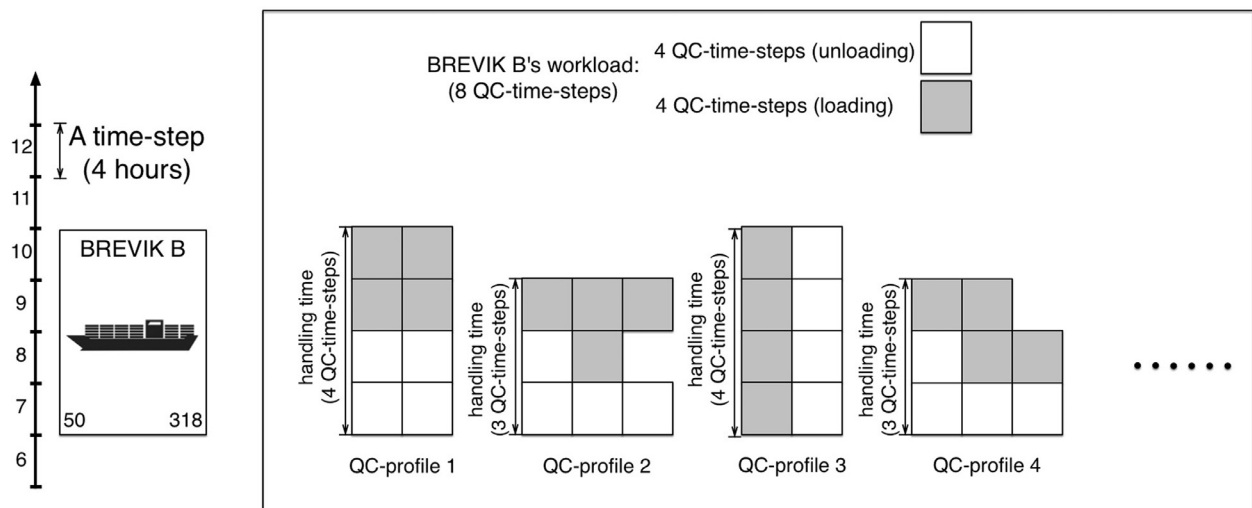 12
11
10
9
8
7
6
A time-step
(4 hours)
BREVIK B
50 318
BREVIK B's workload:
(8 QC-time-steps)
4 QC-time-steps (unloading)
4 QC-time-steps (loading)
handling time
(4 QC-time-steps)
QC-profile 1
handling time
(3 QC-time-steps)
QC-profile 2
handling time
(4 QC-time-steps)
QC-profile 3
handling time
(3 QC-time-steps)
QC-profile 4